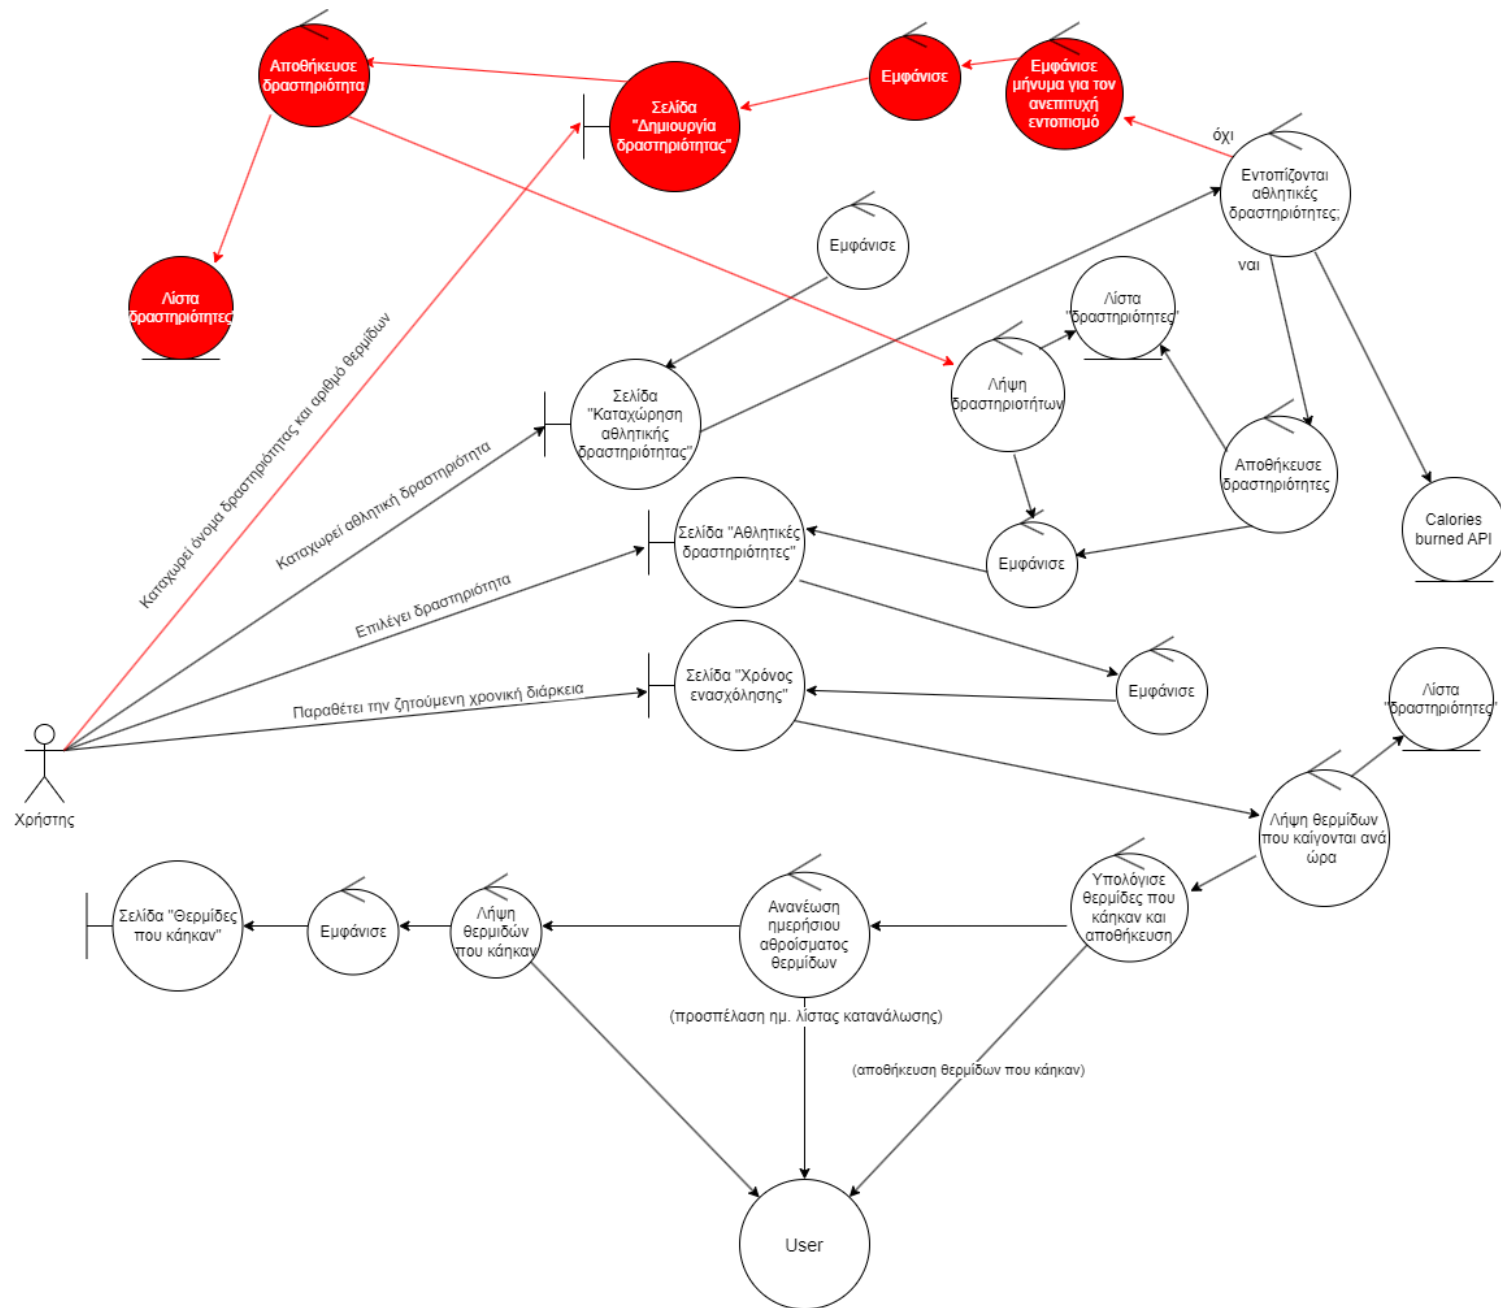 Αποθήκευσε
δραστηριότητα
Σελίδα
"Δημιουργία
δραστηριότητας"
Εμφάνισε
Εμφάνισε
μήνυμα για τον
ανεπιτυχή
εντοπισμό
όχι
Εντοπίζονται
αθλητικές
δραστηριότητες;
ναι
Εμφάνισε
Λίστα
δραστηριότητες"
Λίστα
"δραστηριότητες"
Καταχωρεί όνομα δραστηριότητας και αριθμό θερμίδων
Σελίδα
"Καταχώρηση
αθλητικής
δραστηριότητας"
Λήψη
δραστηριοτήτων
Καταχωρεί αθλητική δραστηριότητα
Αποθήκευσε
δραστηριότητες
Calories
burned API
Σελίδα "Αθλητικές
δραστηριότητες"
Εμφάνισε
Επιλέγει δραστηριότητα
Σελίδα "Χρόνος
ενασχόλησης"
Εμφάνισε
Λίστα
"δραστηριότητες"
Παραθέτει την ζητούμενη χρονική διάρκεια
Χρήστης
Λήψη θερμίδων
που καίγονται ανά
ώρα
Σελίδα "Θερμίδες
που κάηκαν"
Εμφάνισε
Λήψη
θερμιδών
που κάηκαν
Ανανέωση
ημερήσιου
αθροίσματος
θερμίδων
Υπολόγισε
θερμίδες που
κάηκαν και
αποθήκευση
(προσπέλαση ημ. λίστας κατανάλωσης)
(αποθήκευση θερμίδων που κάηκαν)
User